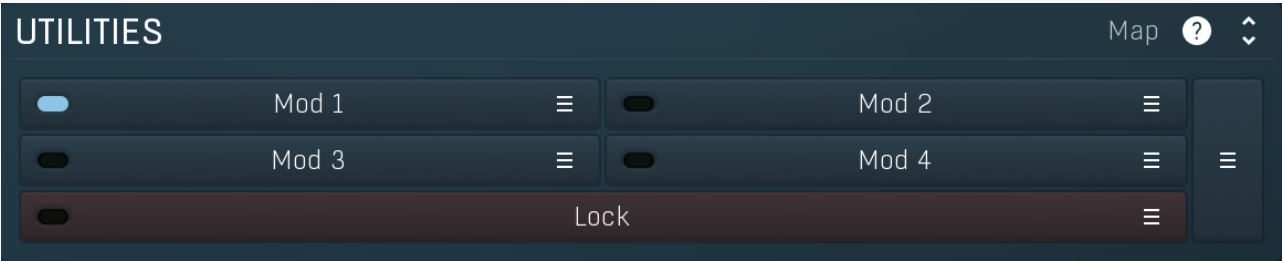 UTILITIES Map ?
Mod 1 Mod 2
Mod 3 Mod 4
Lock